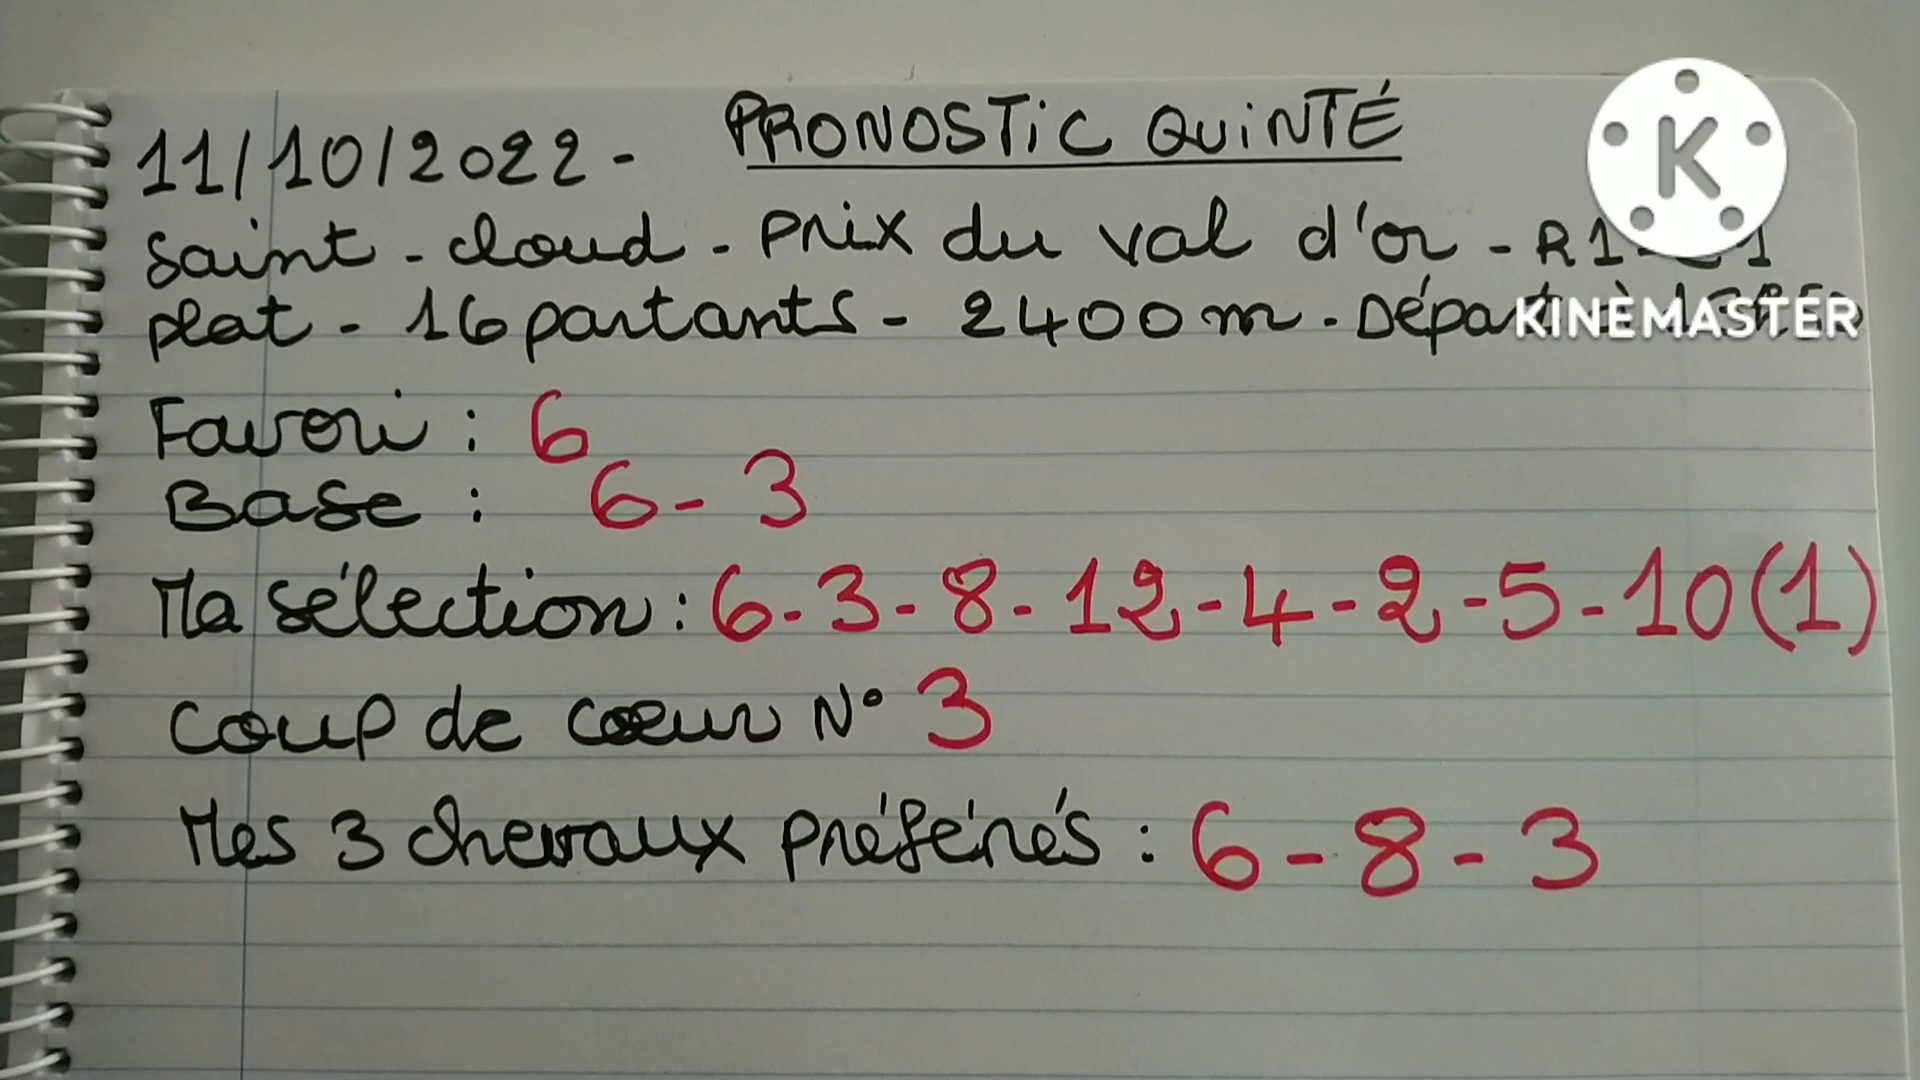 PRONOSTIC QUINTÉ
11/10/2022 -
Saint - cloud - Prix du val d'or - R1
plat - 16 partants - 2400 m - Départ à
K
KINEMASTER
Favori : 6
Base : 6 - 3
Ma sélection : 6 - 3 - 8 - 12 - 4 - 2 - 5 - 10 (1)
Coup de coeur N° 3
Mes 3 chevaux préférés : 6 - 8 - 3